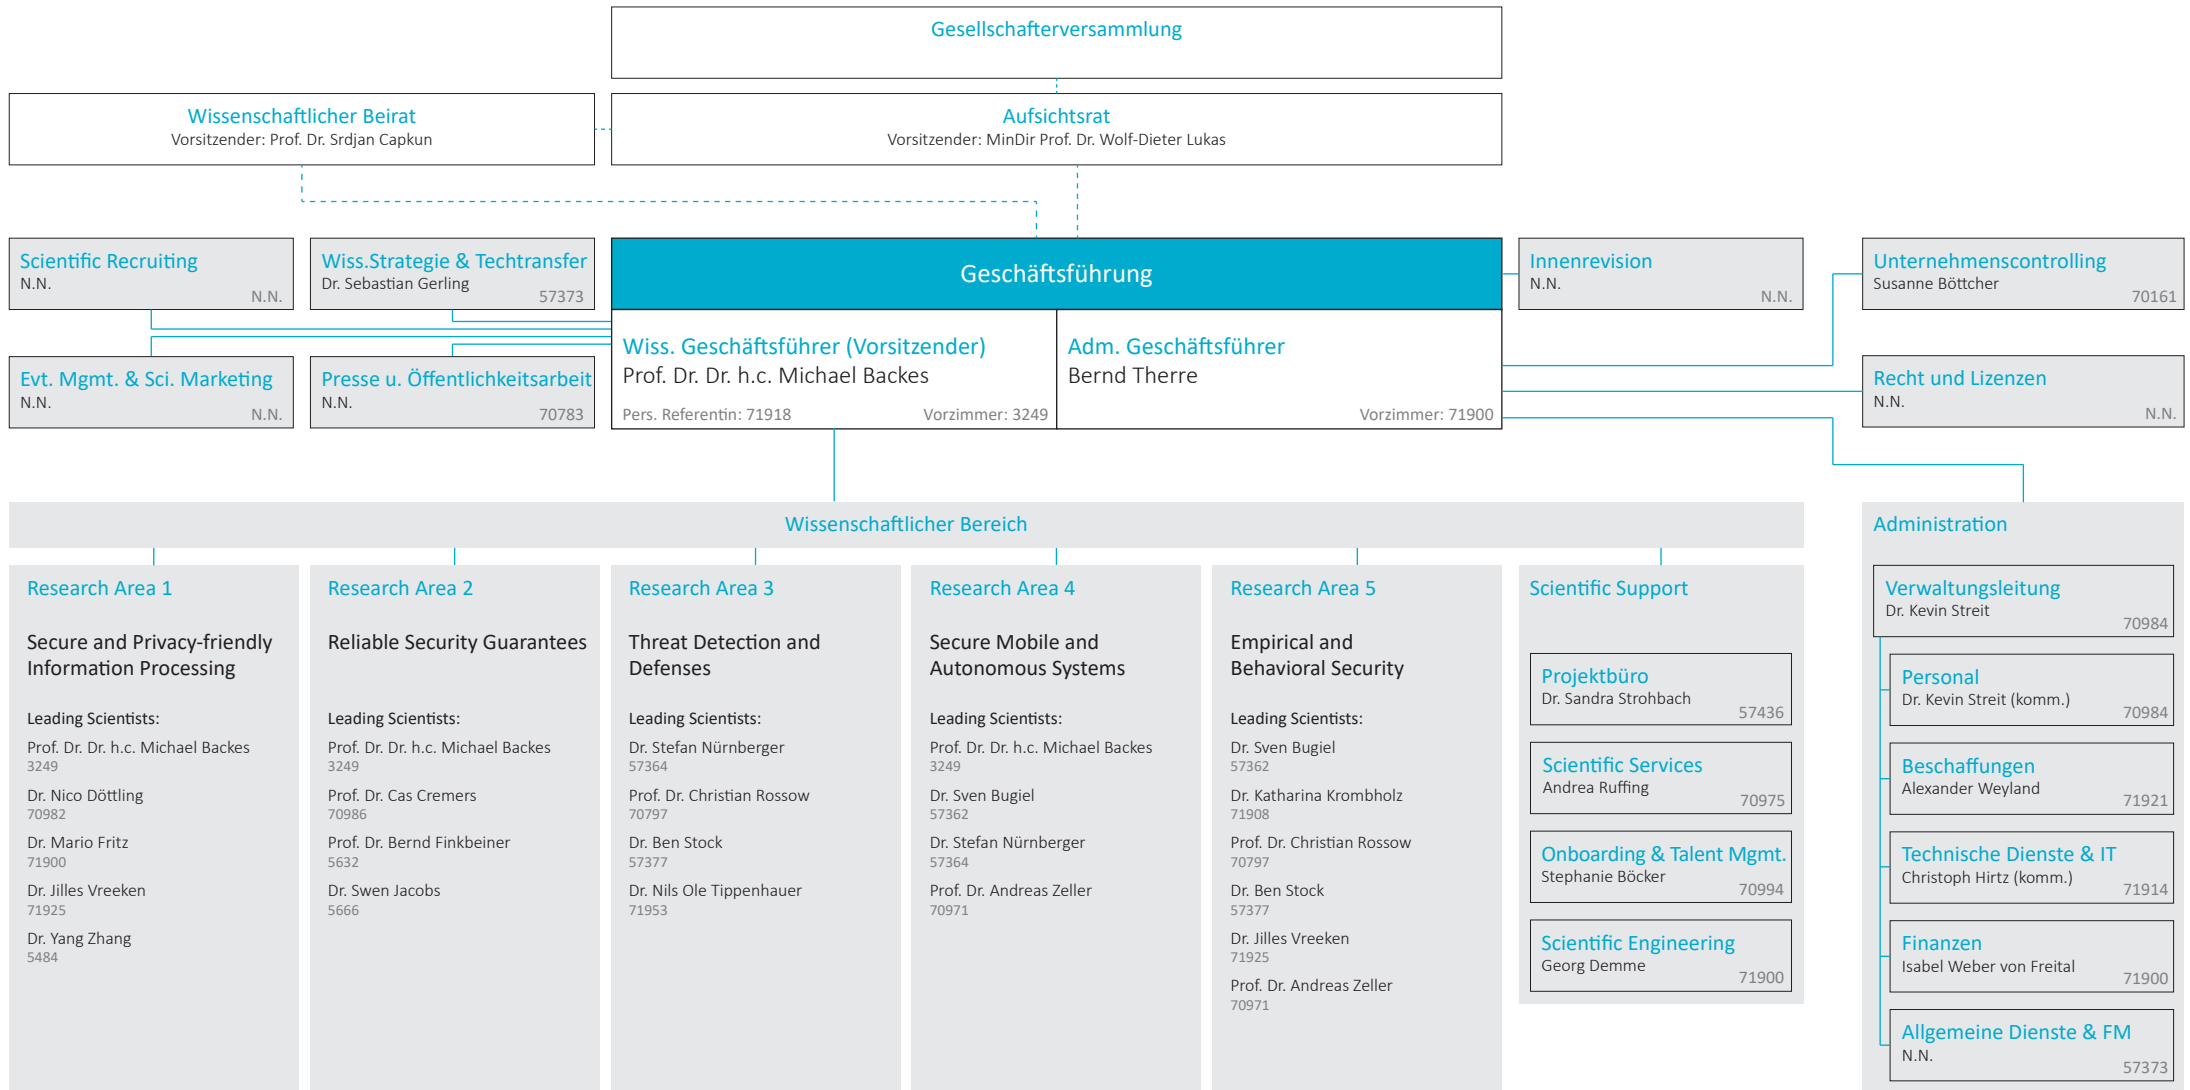 Gesellschafterversammlung
Wissenschaftlicher Beirat
Vorsitzender: Prof. Dr. Srdjan Capkun
Aufsichtsrat
Vorsitzender: MinDir Prof. Dr. Wolf-Dieter Lukas
Scientific Recruiting
N.N.
N.N.
Wiss.Strategie & Techtransfer
Dr. Sebastian Gerling
57373
Evt. Mgmt. & Sci. Marketing
N.N.
N.N.
Presse u. Öffentlichkeitsarbeit
N.N.
70783
Geschäftsführung
Wiss. Geschäftsführer (Vorsitzender)
Prof. Dr. Dr. h.c. Michael Backes
Pers. Referentin: 71918 Vorzimmer: 3249
Adm. Geschäftsführer
Bernd Therre
Vorzimmer: 71900
Innenrevision
N.N.
N.N.
Unternehmenscontrolling
Susanne Böttcher
70161
Recht und Lizenzen
N.N.
N.N.
Wissenschaftlicher Bereich
Research Area 1
Secure and Privacy-friendly
Information Processing
Leading Scientists:
Prof. Dr. Dr. h.c. Michael Backes
3249
Dr. Nico Döttling
70982
Dr. Mario Fritz
71900
Dr. Jilles Vreeken
71925
Dr. Yang Zhang
5484
Research Area 2
Reliable Security Guarantees
Leading Scientists:
Prof. Dr. Dr. h.c. Michael Backes
3249
Prof. Dr. Cas Cremers
70986
Prof. Dr. Bernd Finkbeiner
5632
Dr. Swen Jacobs
5666
Research Area 3
Threat Detection and
Defenses
Leading Scientists:
Dr. Stefan Nürnberger
57364
Prof. Dr. Christian Rossow
70797
Dr. Ben Stock
57377
Dr. Nils Ole Tippenhauer
71953
Research Area 4
Secure Mobile and
Autonomous Systems
Leading Scientists:
Prof. Dr. Dr. h.c. Michael Backes
3249
Dr. Sven Bugiel
57362
Dr. Stefan Nürnberger
57364
Prof. Dr. Andreas Zeller
70971
Research Area 5
Empirical and
Behavioral Security
Leading Scientists:
Dr. Sven Bugiel
57362
Dr. Katharina Krombholz
71908
Prof. Dr. Christian Rossow
70797
Dr. Ben Stock
57377
Dr. Jilles Vreeken
71925
Prof. Dr. Andreas Zeller
70971
Scientific Support
Projektbüro
Dr. Sandra Strohbach
57436
Scientific Services
Andrea Ruffing
70975
Onboarding & Talent Mgmt.
Stephanie Böcker
70994
Scientific Engineering
Georg Demme
71900
Administration
Verwaltungsleitung
Dr. Kevin Streit
70984
Personal
Dr. Kevin Streit (komm.)
70984
Beschaffungen
Alexander Weyland
71921
Technische Dienste & IT
Christoph Hirtz (komm.)
71914
Finanzen
Isabel Weber von Freital
71900
Allgemeine Dienste & FM
N.N.
57373